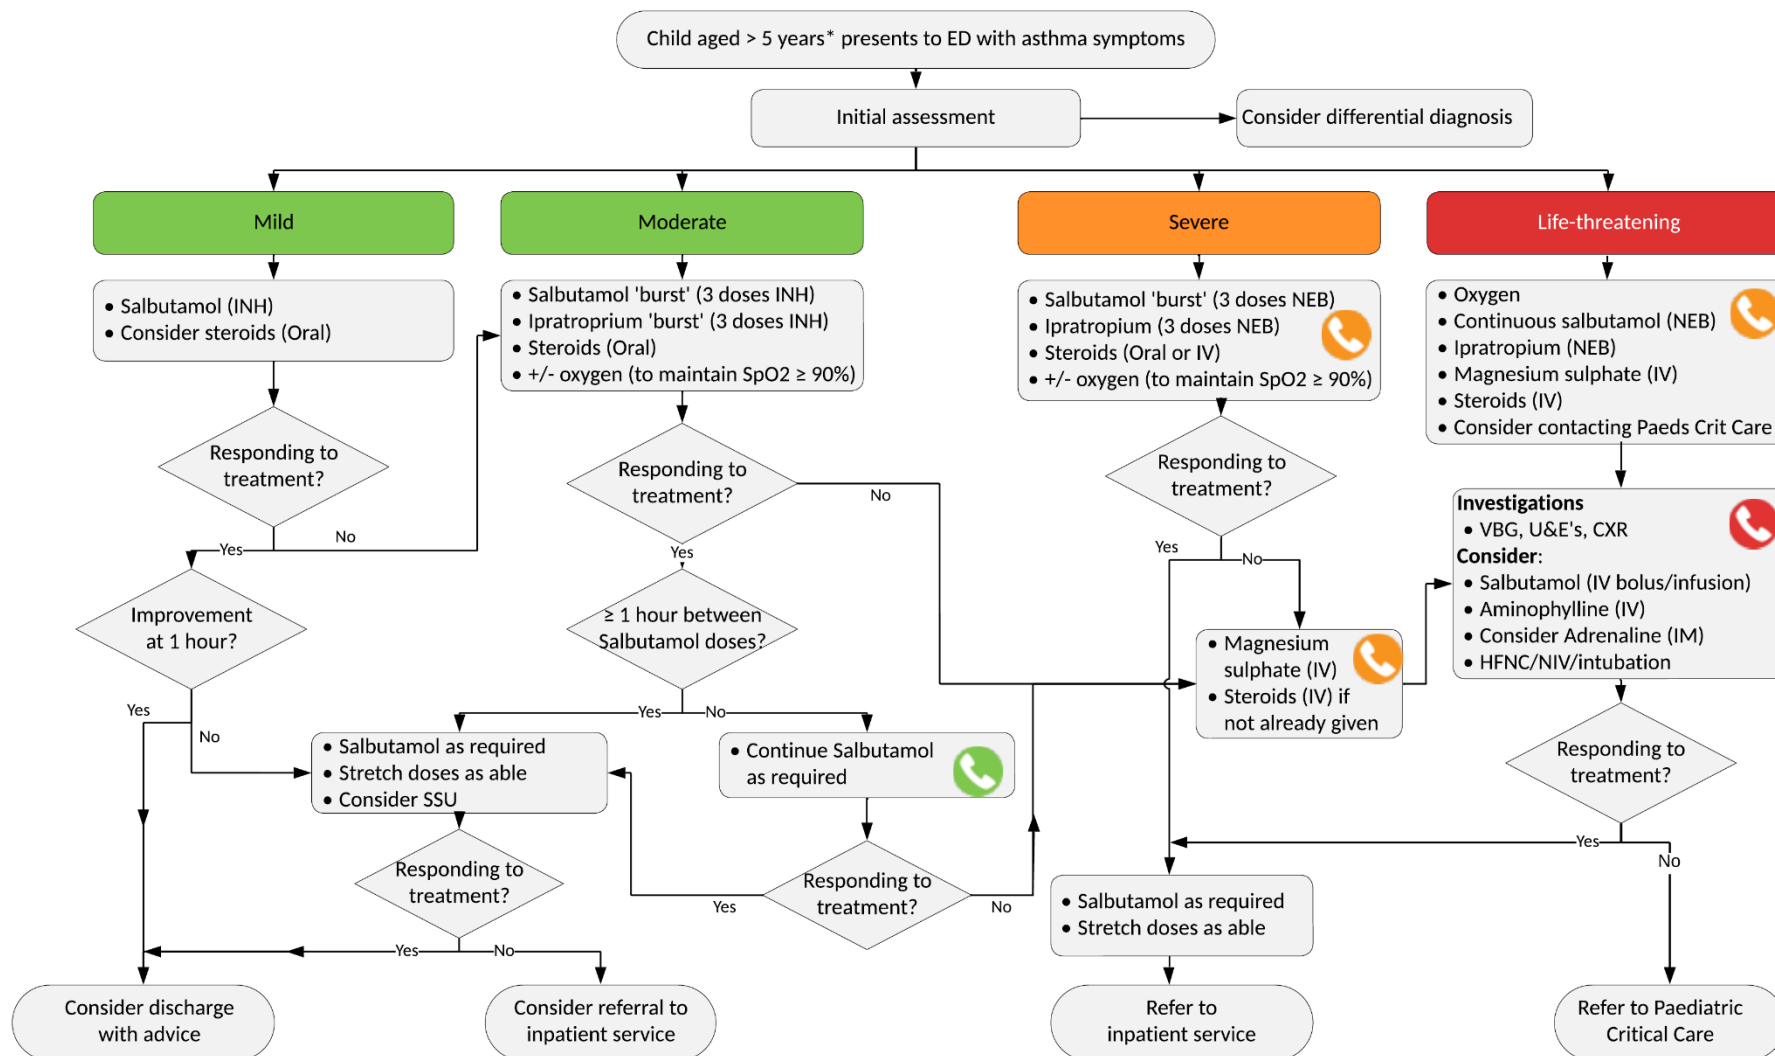 Child aged > 5 years* presents to ED with asthma symptoms
Initial assessment
Consider differential diagnosis
Mild
Moderate
Severe
Life-threatening
• Salbutamol (INH)
• Consider steroids (Oral)
• Salbutamol 'burst' (3 doses INH)
• Ipratroprium 'burst' (3 doses INH)
• Steroids (Oral)
• +/- oxygen (to maintain SpO2 ≥ 90%)
• Salbutamol 'burst' (3 doses NEB)
• Ipratropium (3 doses NEB)
• Steroids (Oral or IV)
• +/- oxygen (to maintain SpO2 ≥ 90%)
• Oxygen
• Continuous salbutamol (NEB)
• Ipratropium (NEB)
• Magnesium sulphate (IV)
• Steroids (IV)
• Consider contacting Paeds Crit Care
Responding to
treatment?
Yes
No
Responding to
treatment?
No
Yes
Responding to
treatment?
Yes
No
Investigations
• VBG, U&E's, CXR
Consider:
• Salbutamol (IV bolus/infusion)
• Aminophylline (IV)
• Consider Adrenaline (IM)
• HFNC/NIV/intubation
Improvement
at 1 hour?
Yes
No
≥ 1 hour between
Salbutamol doses?
Yes
No
• Magnesium
sulphate (IV)
• Steroids (IV) if
not already given
• Salbutamol as required
• Stretch doses as able
• Consider SSU
• Continue Salbutamol
as required
Responding to
treatment?
Yes
No
Responding to
treatment?
Yes
No
Responding to
treatment?
Yes
No
• Salbutamol as required
• Stretch doses as able
Consider discharge
with advice
Consider referral to
inpatient service
Refer to
inpatient service
Refer to Paediatric
Critical Care